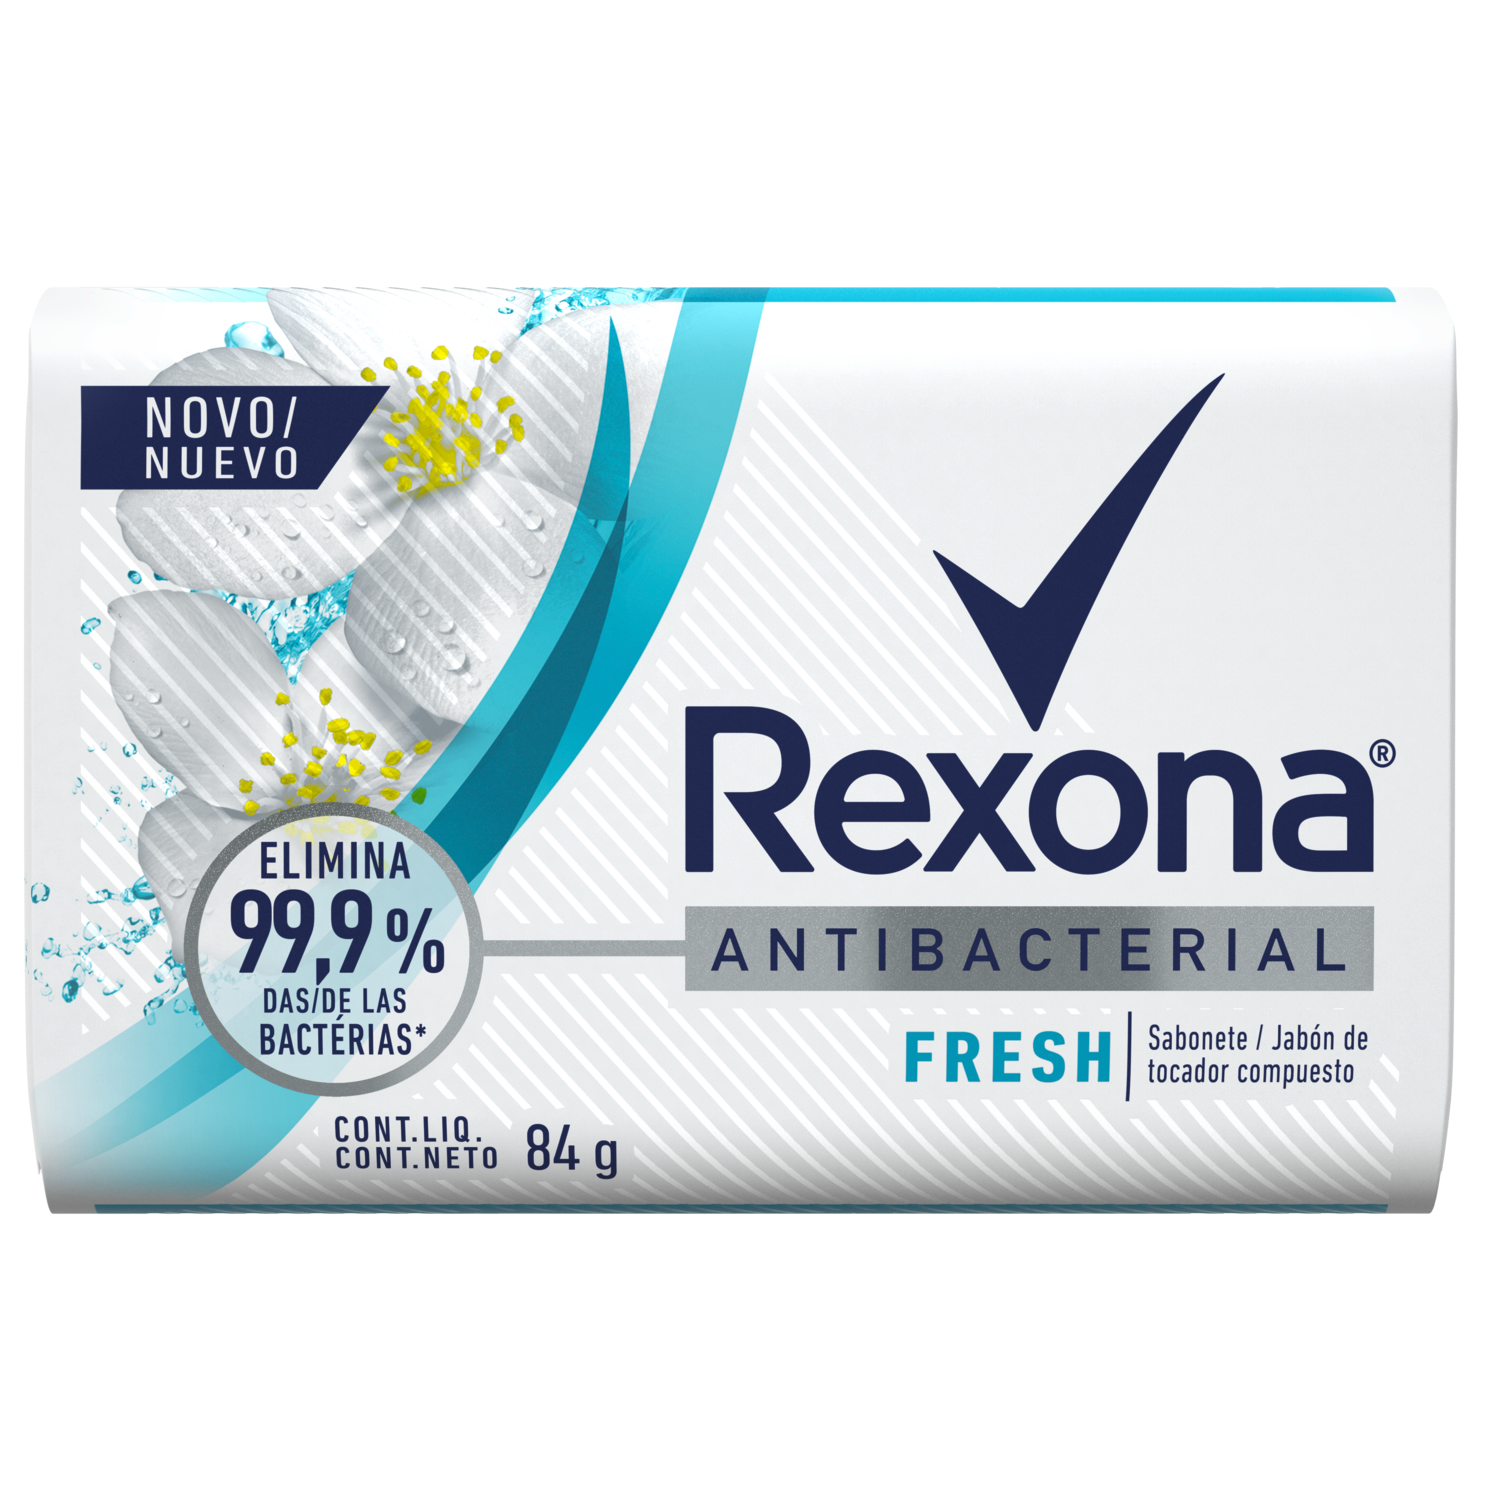 NOVO/
NUEVO
Rexona®
ANTIBACTERIAL
ELIMINA
99,9%
DAS/DE LAS
BACTÉRIAS*
FRESH
Sabonete / Jabón de
tocador compuesto
CONT.LIQ.
CONT.NETO 84 g